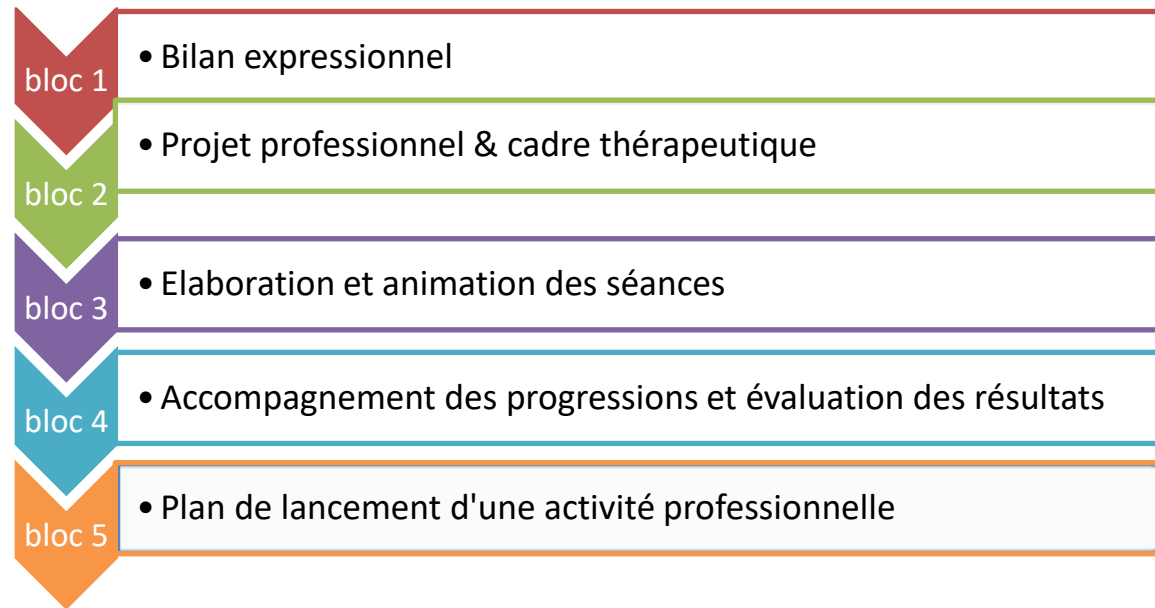 bloc 1
• Bilan expressionnel
bloc 2
• Projet professionnel & cadre thérapeutique
bloc 3
• Elaboration et animation des séances
bloc 4
• Accompagnement des progressions et évaluation des résultats
bloc 5
• Plan de lancement d'une activité professionnelle